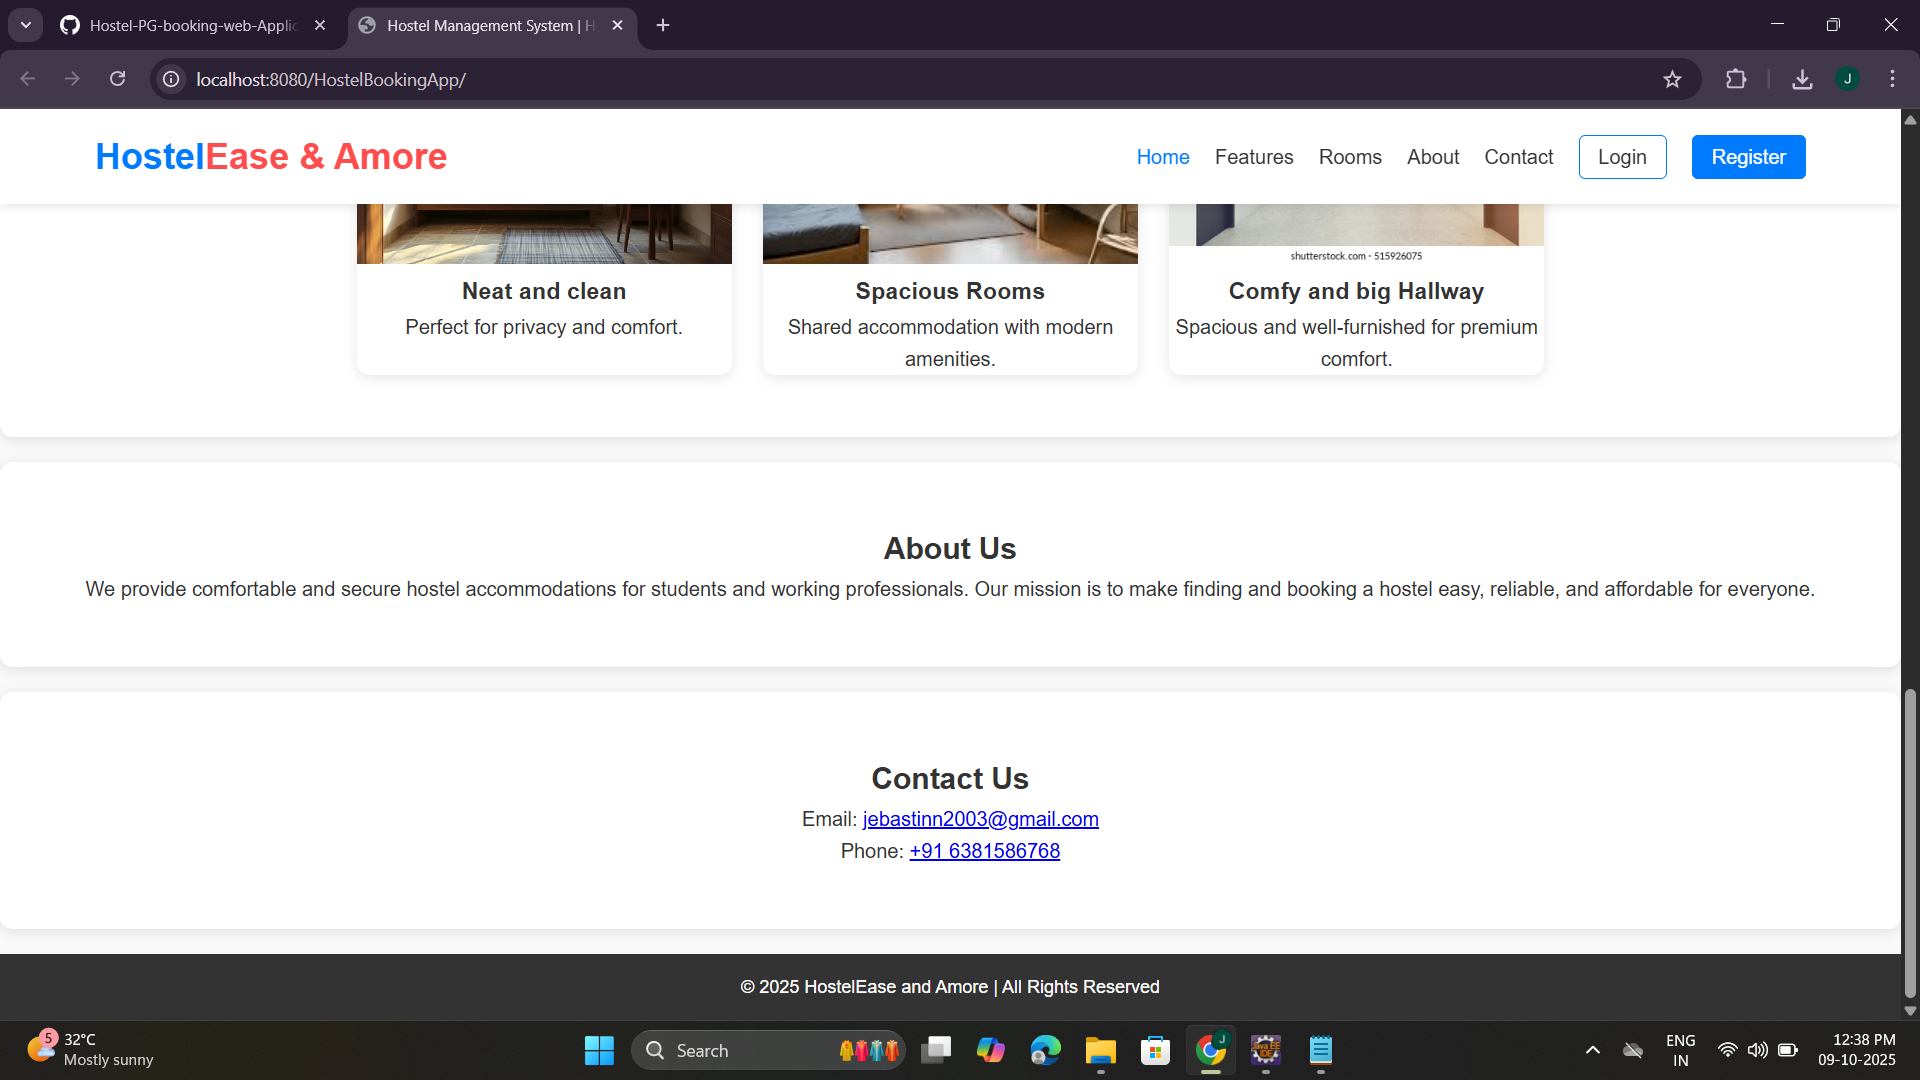 Hostel-PG-booking-web-Applic
Hostel Management System | H
localhost:8080/HostelBookingApp/
J
HostelEase & Amore
Home
Features
Rooms
About
Contact
Login
Register
shutterstock.com · 515926075
Neat and clean
Perfect for privacy and comfort.
Spacious Rooms
Shared accommodation with modern
amenities.
Comfy and big Hallway
Spacious and well-furnished for premium
comfort.
About Us
We provide comfortable and secure hostel accommodations for students and working professionals. Our mission is to make finding and booking a hostel easy, reliable, and affordable for everyone.
Contact Us
Email: jebastinn2003@gmail.com
Phone: +91 6381586768
© 2025 HostelEase and Amore | All Rights Reserved
5
32°C
Mostly sunny
Search
J
Java EE
IDE
ENG
IN
12:38 PM
09-10-2025